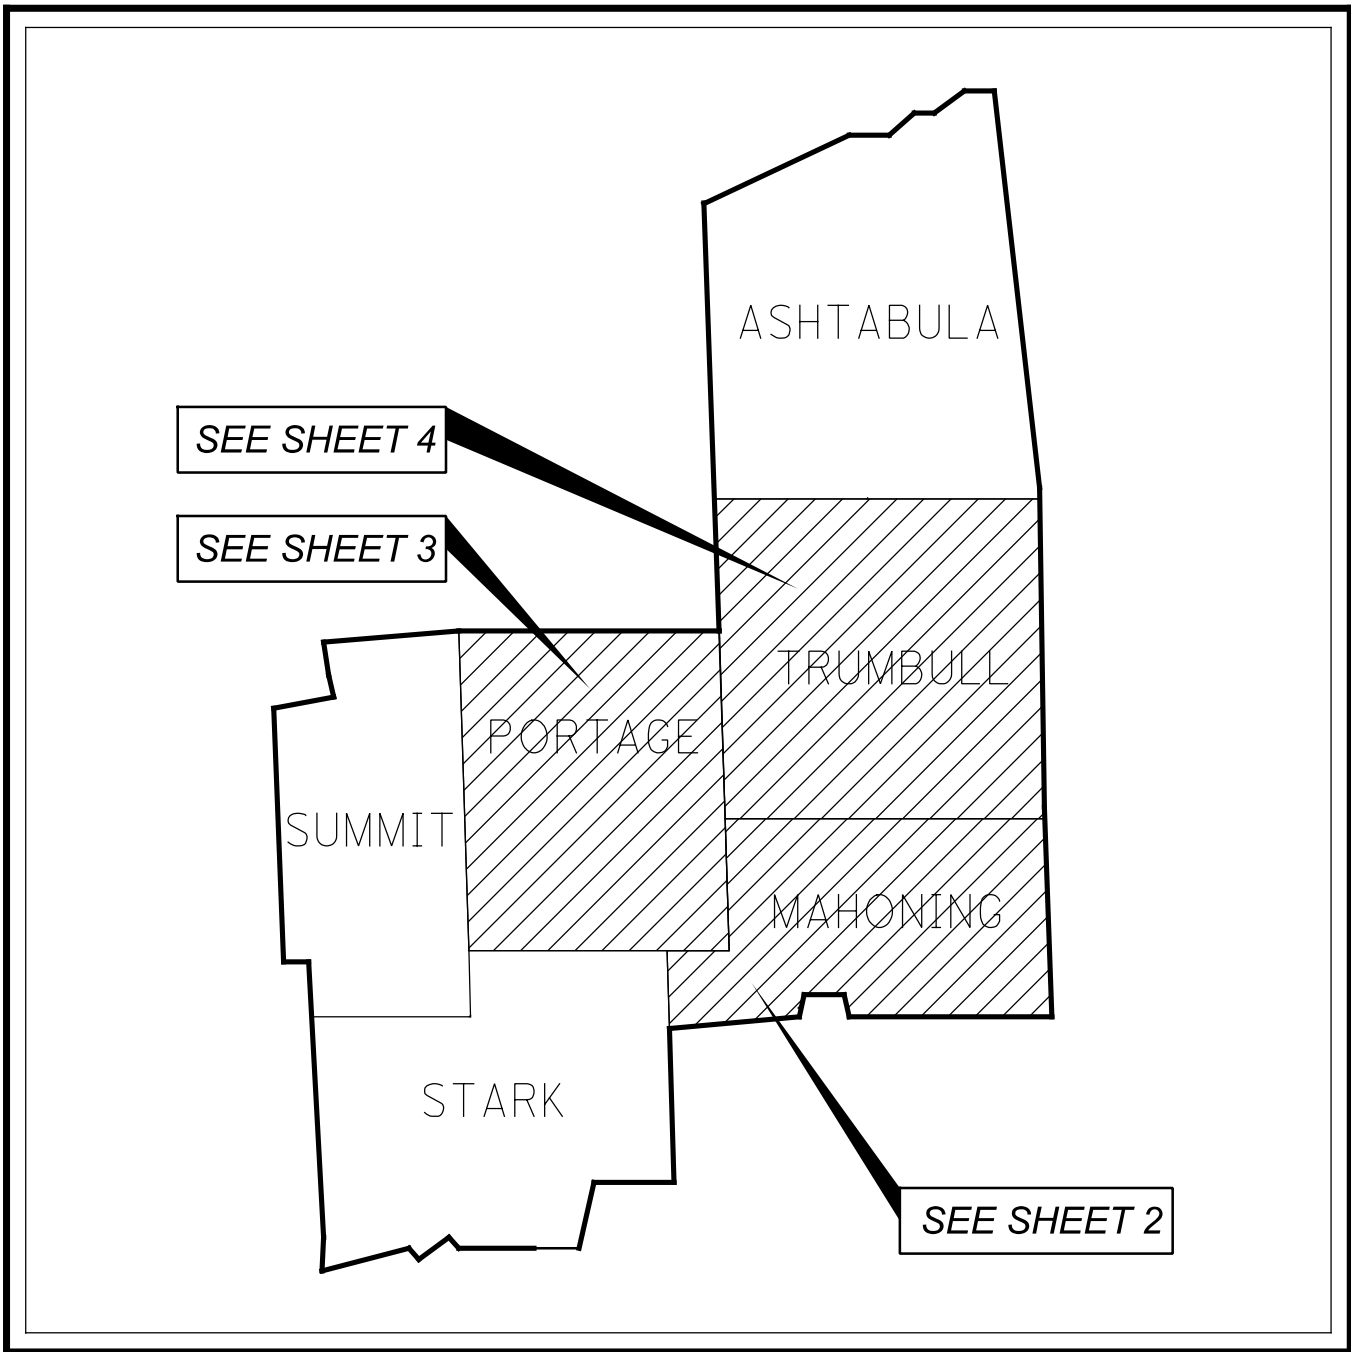 ASHTABULA
SEE SHEET 4
SEE SHEET 3
TRUMBULL
PORTAGE
SUMMIT
MAHONING
STARK
SEE SHEET 2